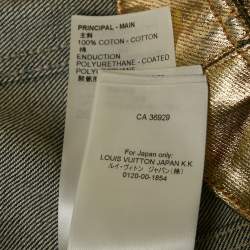 PRINCIPAL - MAIN
主料
100% COTON - COTTON
棉
ENDUCTION
POLYURETHANE - COATED
POLYURETHANE
CA 36929
For Japan only:
LOUIS VUITTON JAPAN K.K.
ルイ・ヴィトン ジャパン(株)
0120-00-1854